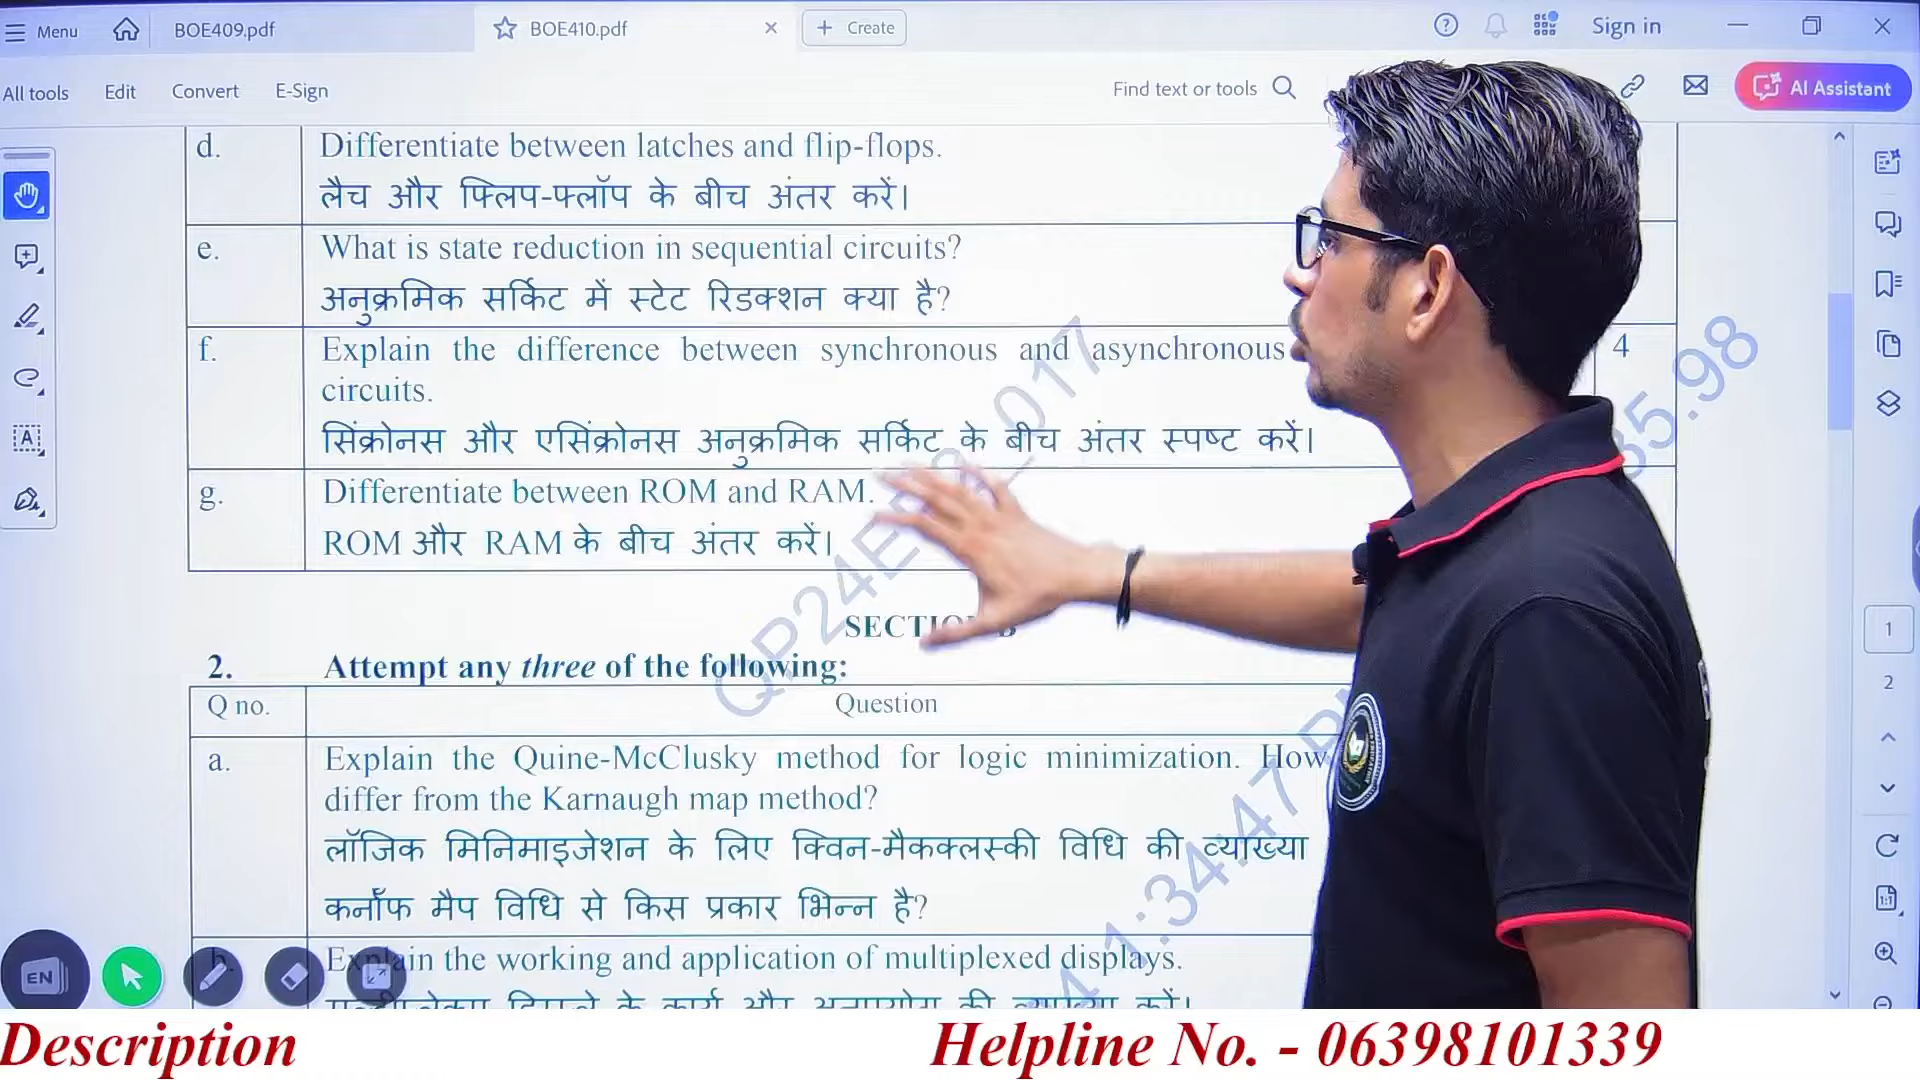 Menu
BOE409.pdf
BOE410.pdf
Create
Sign in
All tools
Edit
Convert
E-Sign
Find text or tools
AI Assistant
d. Differentiate between latches and flip-flops.
लैच और फ्लिप-फ्लॉप के बीच अंतर करें।
e. What is state reduction in sequential circuits?
अनुक्रमिक सर्किट में स्टेट रिडक्शन क्या है?
f. Explain the difference between synchronous and asynchronous 4
circuits.
सिंक्रोनस और एसिंक्रोनस अनुक्रमिक सर्किट के बीच अंतर स्पष्ट करें।
g. Differentiate between ROM and RAM.
ROM और RAM के बीच अंतर करें।
2. Attempt any three of the following:
Q no. Question
a. Explain the Quine-McClusky method for logic minimization. How
differ from the Karnaugh map method?
लॉजिक मिनिमाइजेशन के लिए क्विन-मैकक्लस्की विधि की व्याख्या
कर्नॉफ मैप विधि से किस प्रकार भिन्न है?
b. Explain the working and application of multiplexed displays.
के कार्य और अनुप्रयोग की व्याख्या करें।
1
2
EN
Description
Helpline No. - 06398101339